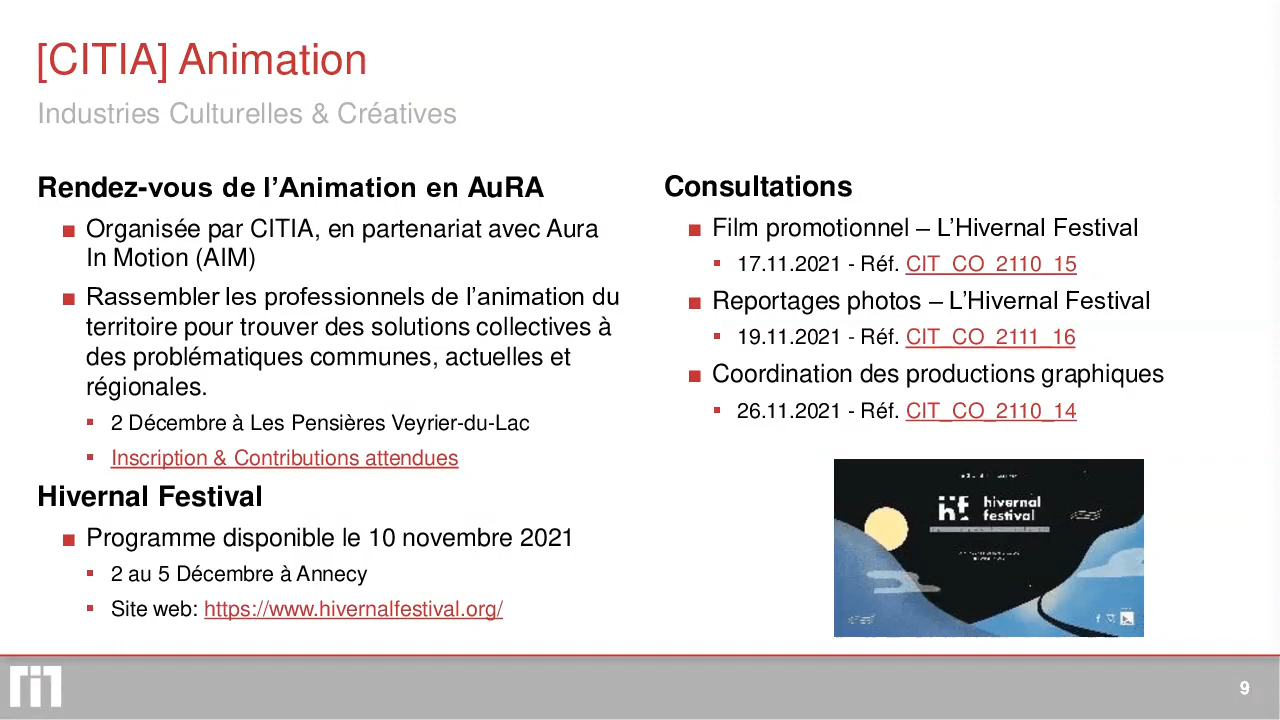 [CITIA] Animation
Industries Culturelles & Créatives
Rendez-vous de l’Animation en AuRA
■ Organisée par CITIA, en partenariat avec Aura
In Motion (AIM)
■ Rassembler les professionnels de l’animation du
territoire pour trouver des solutions collectives à
des problématiques communes, actuelles et
régionales.
▪ 2 Décembre à Les Pensières Veyrier-du-Lac
▪ Inscription & Contributions attendues
Hivernal Festival
■ Programme disponible le 10 novembre 2021
▪ 2 au 5 Décembre à Annecy
▪ Site web: https://www.hivernalfestival.org/
Consultations
■ Film promotionnel – L’Hivernal Festival
▪ 17.11.2021 - Réf. CIT_CO_2110_15
■ Reportages photos – L’Hivernal Festival
▪ 19.11.2021 - Réf. CIT_CO_2111_16
■ Coordination des productions graphiques
▪ 26.11.2021 - Réf. CIT_CO_2110_14
hivernal
festival
9